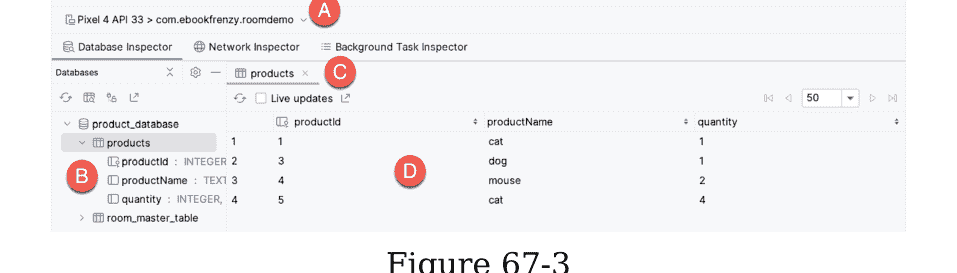 Pixel 4 API 33 > com.ebookfrenzy.roomdemo
A
Database Inspector Network Inspector Background Task Inspector
Databases products C
Live updates 50
product_database productId productName quantity
products 1 1 cat 1
productId : INTEGER 2 3 dog 1
B D
productName : TEXT 3 4 mouse 2
quantity : INTEGER, 4 5 cat 4
room_master_table
Figure 67-3